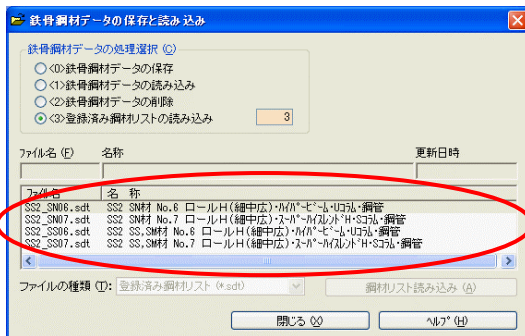 鉄骨鋼材データの保存と読み込み
鉄骨鋼材データの処理選択 (C)
<0>鉄骨鋼材データの保存
<1>鉄骨鋼材データの読み込み
<2>鉄骨鋼材データの削除
<3>登録済み鋼材リストの読み込み 3
ファイル名 (F) 名称 更新日時
ファイル名 名 称
SS2_SN06.sdt SS2 SN材 No.6 ロールH(細中広)・ハイパービーム・Uコラム・鋼管
SS2_SN07.sdt SS2 SN材 No.7 ロールH(細中広)・スーパーハイスレンドH・Sコラム・鋼管
SS2_SS06.sdt SS2 SS,SM材 No.6 ロールH(細中広)・ハイパービーム・Uコラム・鋼管
SS2_SS07.sdt SS2 SS,SM材 No.7 ロールH(細中広)・スーパーハイスレンドH・Sコラム・鋼管
ファイルの種類 (T): 登録済み鋼材リスト (*.sdt) 鋼材リスト読み込み (A)
閉じる (X) ヘルプ (H)